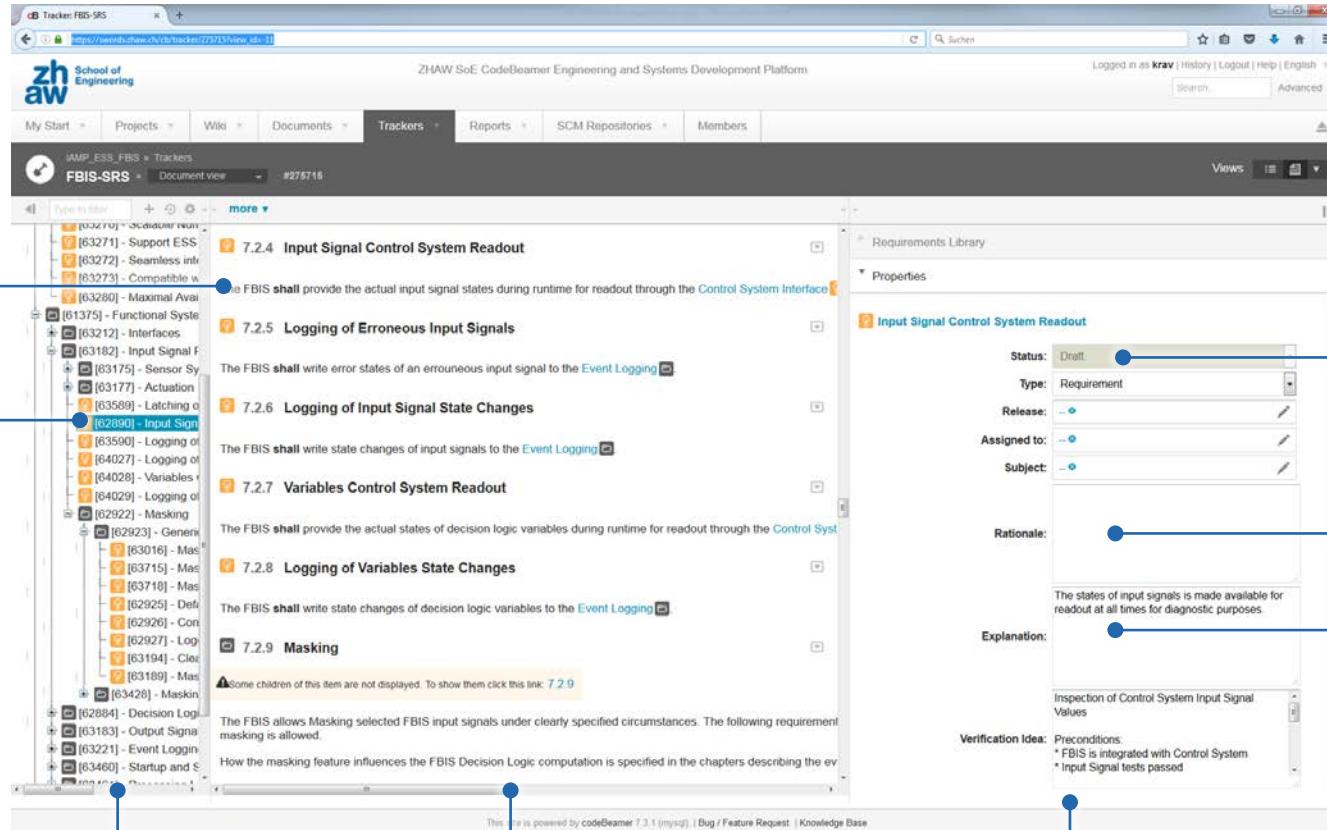 Tracker: FBIS-SRS
https://swords.zhaw.ch/cb/tracker/275715?view_id=-11
Suchen
zh
aw
School of
Engineering
ZHAW SoE CodeBeamer Engineering and Systems Development Platform
Logged in as krav | History | Logout | Help | English
Search...
Advanced
My Start
Projects
Wiki
Documents
Trackers
Reports
SCM Repositories
Members
IAMP_ESS_FBIS » Trackers
FBIS-SRS
Document view
#275715
Views
Type to filter
more
[63270] - Scalable Num
[63271] - Support ESS
[63272] - Seamless inte
[63273] - Compatible w
[63280] - Maximal Avai
[61375] - Functional Syste
[63212] - Interfaces
[63182] - Input Signal F
[63175] - Sensor Sy
[63177] - Actuation
[63589] - Latching o
[62890] - Input Sign
[63590] - Logging of
[64027] - Logging of
[64028] - Variables
[64029] - Logging of
[62922] - Masking
[62923] - Generi
[63016] - Mas
[63715] - Mas
[63718] - Mas
[62925] - Defa
[62926] - Con
[62927] - Log
[63194] - Clea
[63189] - Mas
[63428] - Maskin
[62884] - Decision Logi
[63183] - Output Signa
[63221] - Event Loggin
[63460] - Startup and S
7.2.4 Input Signal Control System Readout
FBIS shall provide the actual input signal states during runtime for readout through the Control System Interface
7.2.5 Logging of Erroneous Input Signals
The FBIS shall write error states of an errouneous input signal to the Event Logging.
7.2.6 Logging of Input Signal State Changes
The FBIS shall write state changes of input signals to the Event Logging.
7.2.7 Variables Control System Readout
The FBIS shall provide the actual states of decision logic variables during runtime for readout through the Control Syst
7.2.8 Logging of Variables State Changes
The FBIS shall write state changes of decision logic variables to the Event Logging.
7.2.9 Masking
Some children of this item are not displayed. To show them click this link: 7.2.9
The FBIS allows Masking selected FBIS input signals under clearly specified circumstances. The following requirement
masking is allowed.
How the masking feature influences the FBIS Decision Logic computation is specified in the chapters describing the ev
Requirements Library
Properties
Input Signal Control System Readout
Status: Draft
Type: Requirement
Release: --
Assigned to: --
Subject: --
Rationale:
Explanation: The states of input signals is made available for
readout at all times for diagnostic purposes.
Verification Idea: Inspection of Control System Input Signal
Values
Preconditions:
* FBIS is integrated with Control System
* Input Signal tests passed
This site is powered by codeBeamer 7.3.1 (mysql). | Bug / Feature Request | Knowledge Base